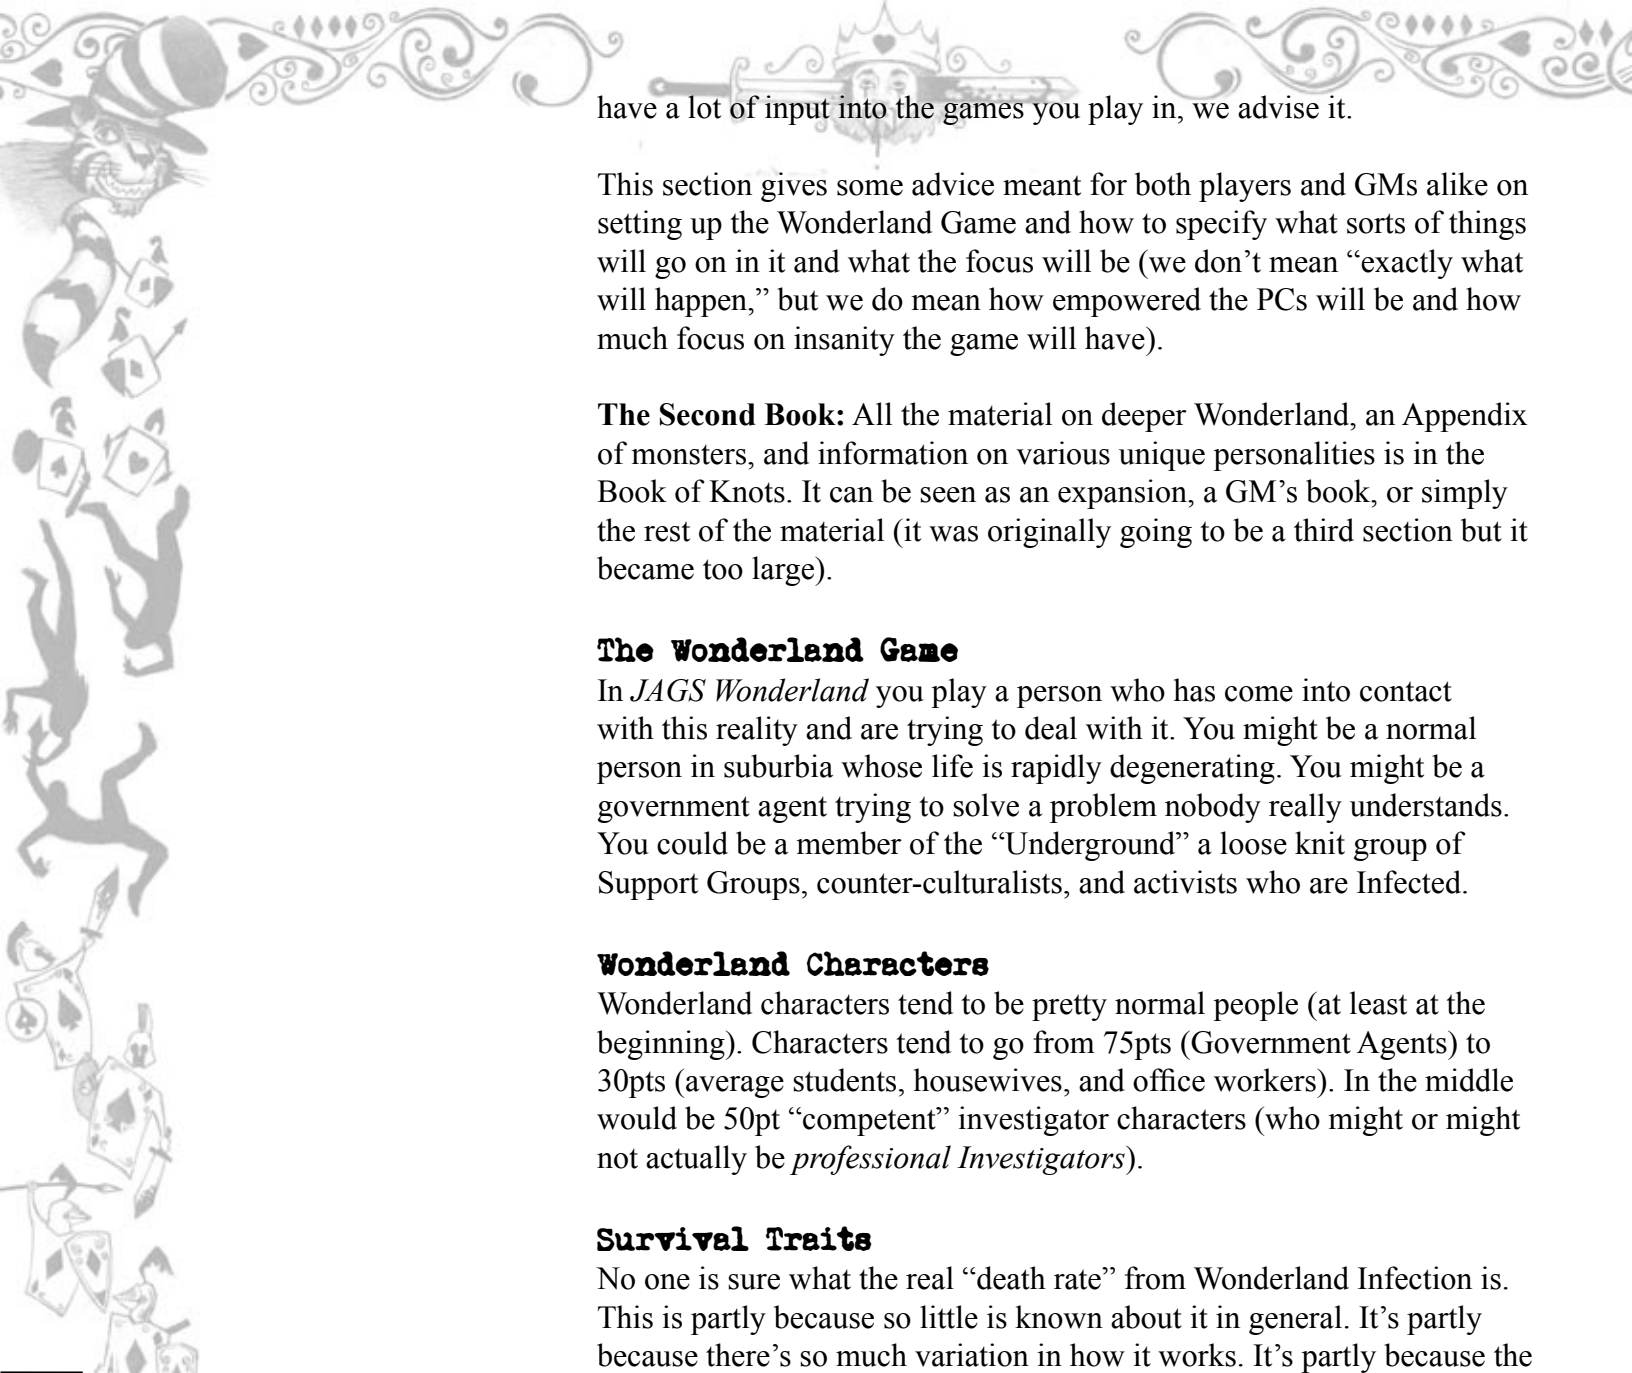 have a lot of input into the games you play in, we advise it.
This section gives some advice meant for both players and GMs alike on
setting up the Wonderland Game and how to specify what sorts of things
will go on in it and what the focus will be (we don’t mean “exactly what
will happen,” but we do mean how empowered the PCs will be and how
much focus on insanity the game will have).
The Second Book: All the material on deeper Wonderland, an Appendix
of monsters, and information on various unique personalities is in the
Book of Knots. It can be seen as an expansion, a GM’s book, or simply
the rest of the material (it was originally going to be a third section but it
became too large).
The Wonderland Game
In JAGS Wonderland you play a person who has come into contact
with this reality and are trying to deal with it. You might be a normal
person in suburbia whose life is rapidly degenerating. You might be a
government agent trying to solve a problem nobody really understands.
You could be a member of the “Underground” a loose knit group of
Support Groups, counter-culturalists, and activists who are Infected.
Wonderland Characters
Wonderland characters tend to be pretty normal people (at least at the
beginning). Characters tend to go from 75pts (Government Agents) to
30pts (average students, housewives, and office workers). In the middle
would be 50pt “competent” investigator characters (who might or might
not actually be professional Investigators).
Survival Traits
No one is sure what the real “death rate” from Wonderland Infection is.
This is partly because so little is known about it in general. It’s partly
because there’s so much variation in how it works. It’s partly because the